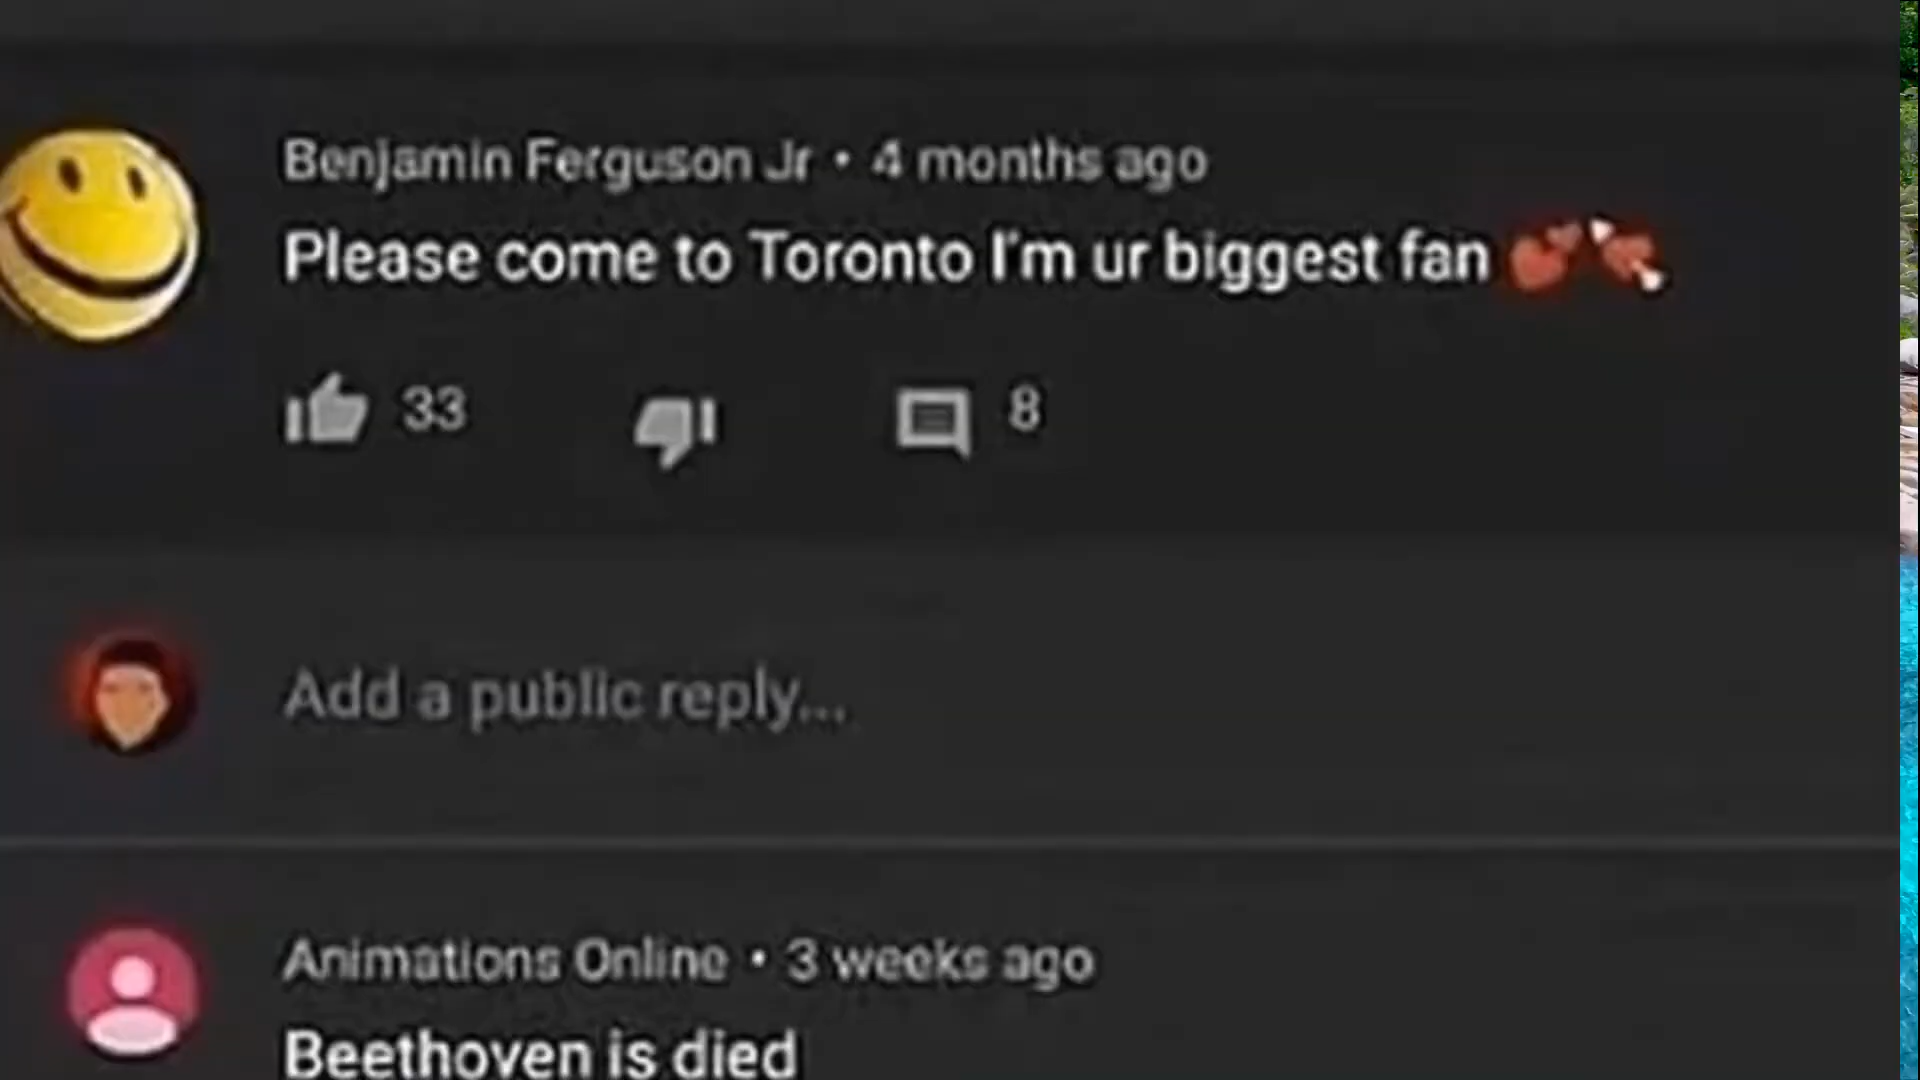 Benjamin Ferguson Jr • 4 months ago
Please come to Toronto I'm ur biggest fan 💕💘
33 8
Add a public reply...
Animations Online • 3 weeks ago
Beethoven is died